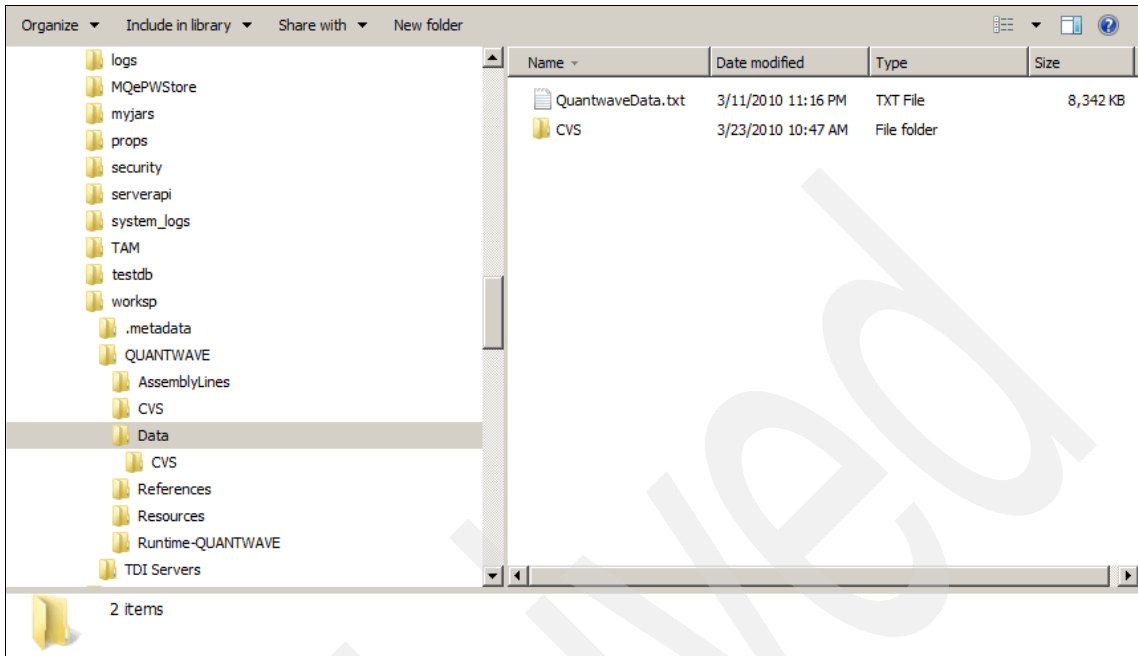 Organize Include in library Share with New folder
logs
MQePWStore
myjars
props
security
serverapi
system_logs
TAM
testdb
worksp
.metadata
QUANTWAVE
AssemblyLines
CVS
Data
CVS
References
Resources
Runtime-QUANTWAVE
TDI Servers
Name Date modified Type Size
QuantwaveData.txt 3/11/2010 11:16 PM TXT File 8,342 KB
CVS 3/23/2010 10:47 AM File folder
2 items